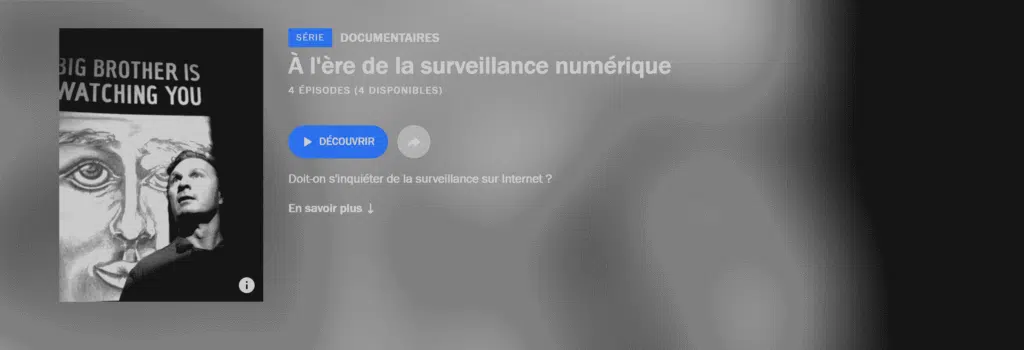 BIG BROTHER IS
WATCHING YOU
SÉRIE DOCUMENTAIRES
À l'ère de la surveillance numérique
4 ÉPISODES (4 DISPONIBLES)
DÉCOUVRIR
Doit-on s'inquiéter de la surveillance sur Internet ?
En savoir plus ↓